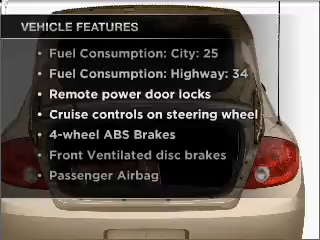 VEHICLE FEATURES
• Fuel Consumption: City: 25
• Fuel Consumption: Highway: 34
• Remote power door locks
• Cruise controls on steering wheel
• 4-wheel ABS Brakes
• Front Ventilated disc brakes
• Passenger Airbag